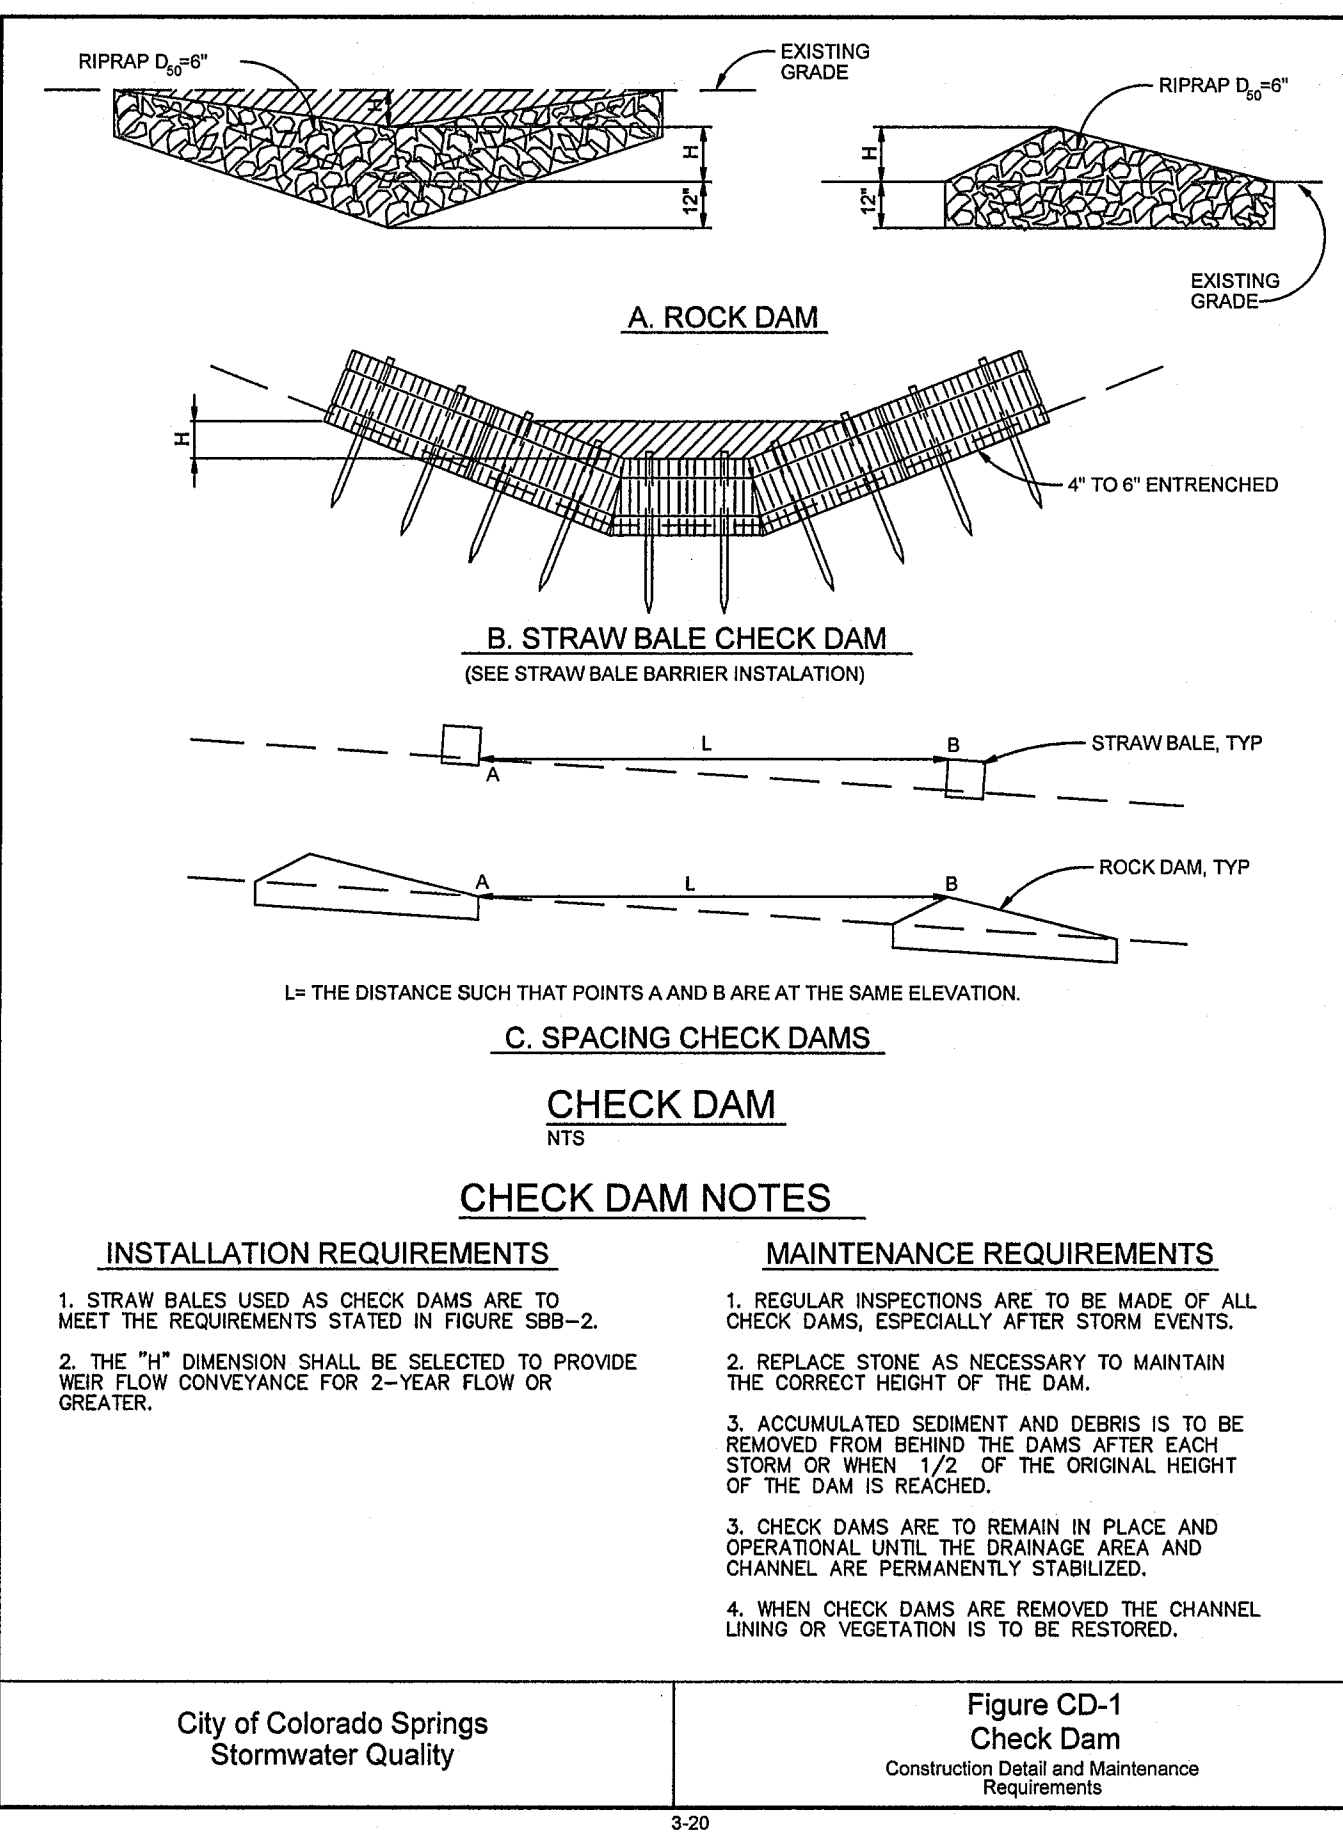 RIPRAP D50=6"
EXISTING
GRADE
H
H
12"
RIPRAP D50=6"
H
12"
EXISTING
GRADE
A. ROCK DAM
H
4" TO 6" ENTRENCHED
B. STRAW BALE CHECK DAM
(SEE STRAW BALE BARRIER INSTALATION)
L
A
B
STRAW BALE, TYP
A
L
B
ROCK DAM, TYP
L= THE DISTANCE SUCH THAT POINTS A AND B ARE AT THE SAME ELEVATION.
C. SPACING CHECK DAMS
CHECK DAM
NTS
CHECK DAM NOTES
INSTALLATION REQUIREMENTS
1. STRAW BALES USED AS CHECK DAMS ARE TO
MEET THE REQUIREMENTS STATED IN FIGURE SBB-2.
2. THE "H" DIMENSION SHALL BE SELECTED TO PROVIDE
WEIR FLOW CONVEYANCE FOR 2-YEAR FLOW OR
GREATER.
MAINTENANCE REQUIREMENTS
1. REGULAR INSPECTIONS ARE TO BE MADE OF ALL
CHECK DAMS, ESPECIALLY AFTER STORM EVENTS.
2. REPLACE STONE AS NECESSARY TO MAINTAIN
THE CORRECT HEIGHT OF THE DAM.
3. ACCUMULATED SEDIMENT AND DEBRIS IS TO BE
REMOVED FROM BEHIND THE DAMS AFTER EACH
STORM OR WHEN 1/2 OF THE ORIGINAL HEIGHT
OF THE DAM IS REACHED.
3. CHECK DAMS ARE TO REMAIN IN PLACE AND
OPERATIONAL UNTIL THE DRAINAGE AREA AND
CHANNEL ARE PERMANENTLY STABILIZED.
4. WHEN CHECK DAMS ARE REMOVED THE CHANNEL
LINING OR VEGETATION IS TO BE RESTORED.
City of Colorado Springs
Stormwater Quality
Figure CD-1
Check Dam
Construction Detail and Maintenance
Requirements
3-20